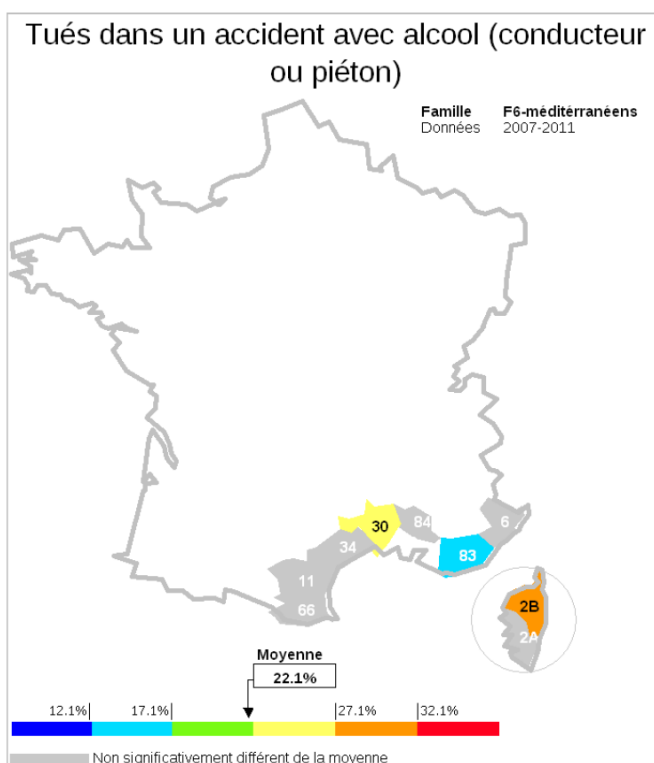 Tués dans un accident avec alcool (conducteur
ou piéton)
Famille F6-méditérranéens
Données 2007-2011
30
84
6
34
83
11
66
2B
2A
Moyenne
22.1%
12.1% 17.1% 27.1% 32.1%
Non significativement différent de la moyenne